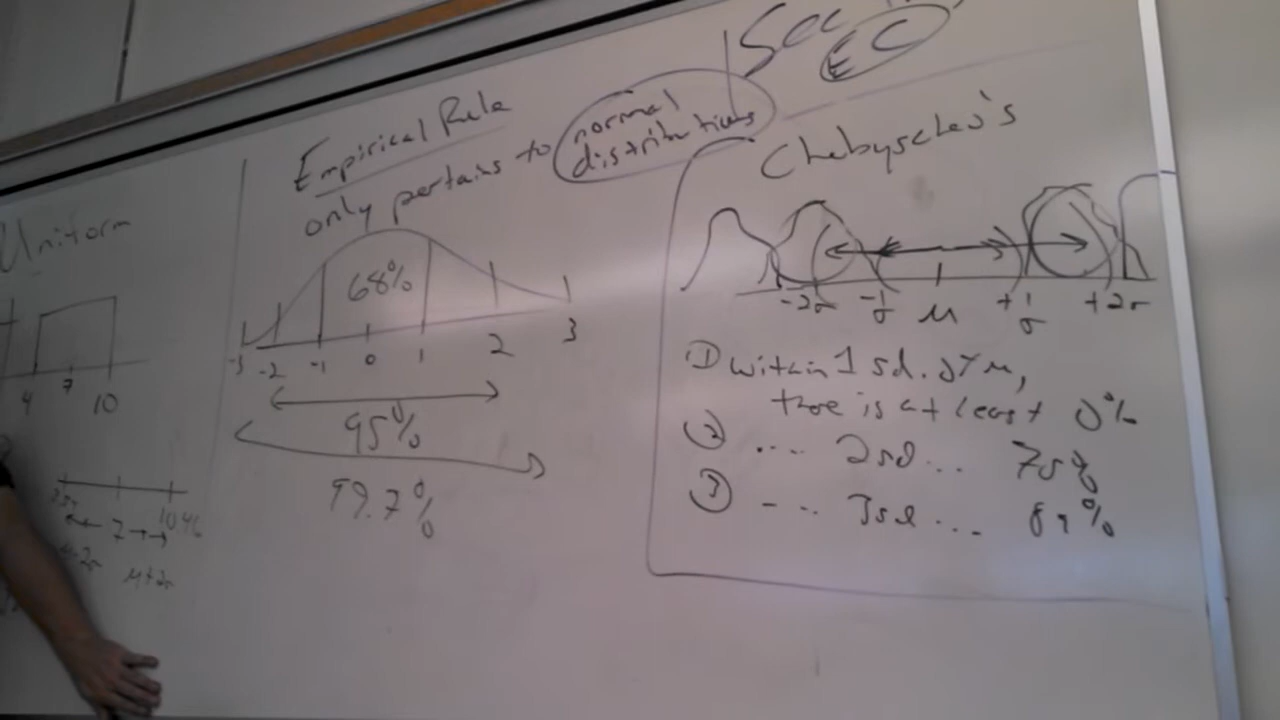 Uniform
4 7 10
7
μ+2σ
Empirical Rule
only pertains to normal
distributions
68%
-3 -2 -1 0 1 2 3
95%
99.7%
EC
Chebyschev's
-2σ -1σ μ +1σ +2σ
① within 1 sd. of μ,
there is at least 0%
② .... 2sd... 75%
③ - .. 3sd... 89%